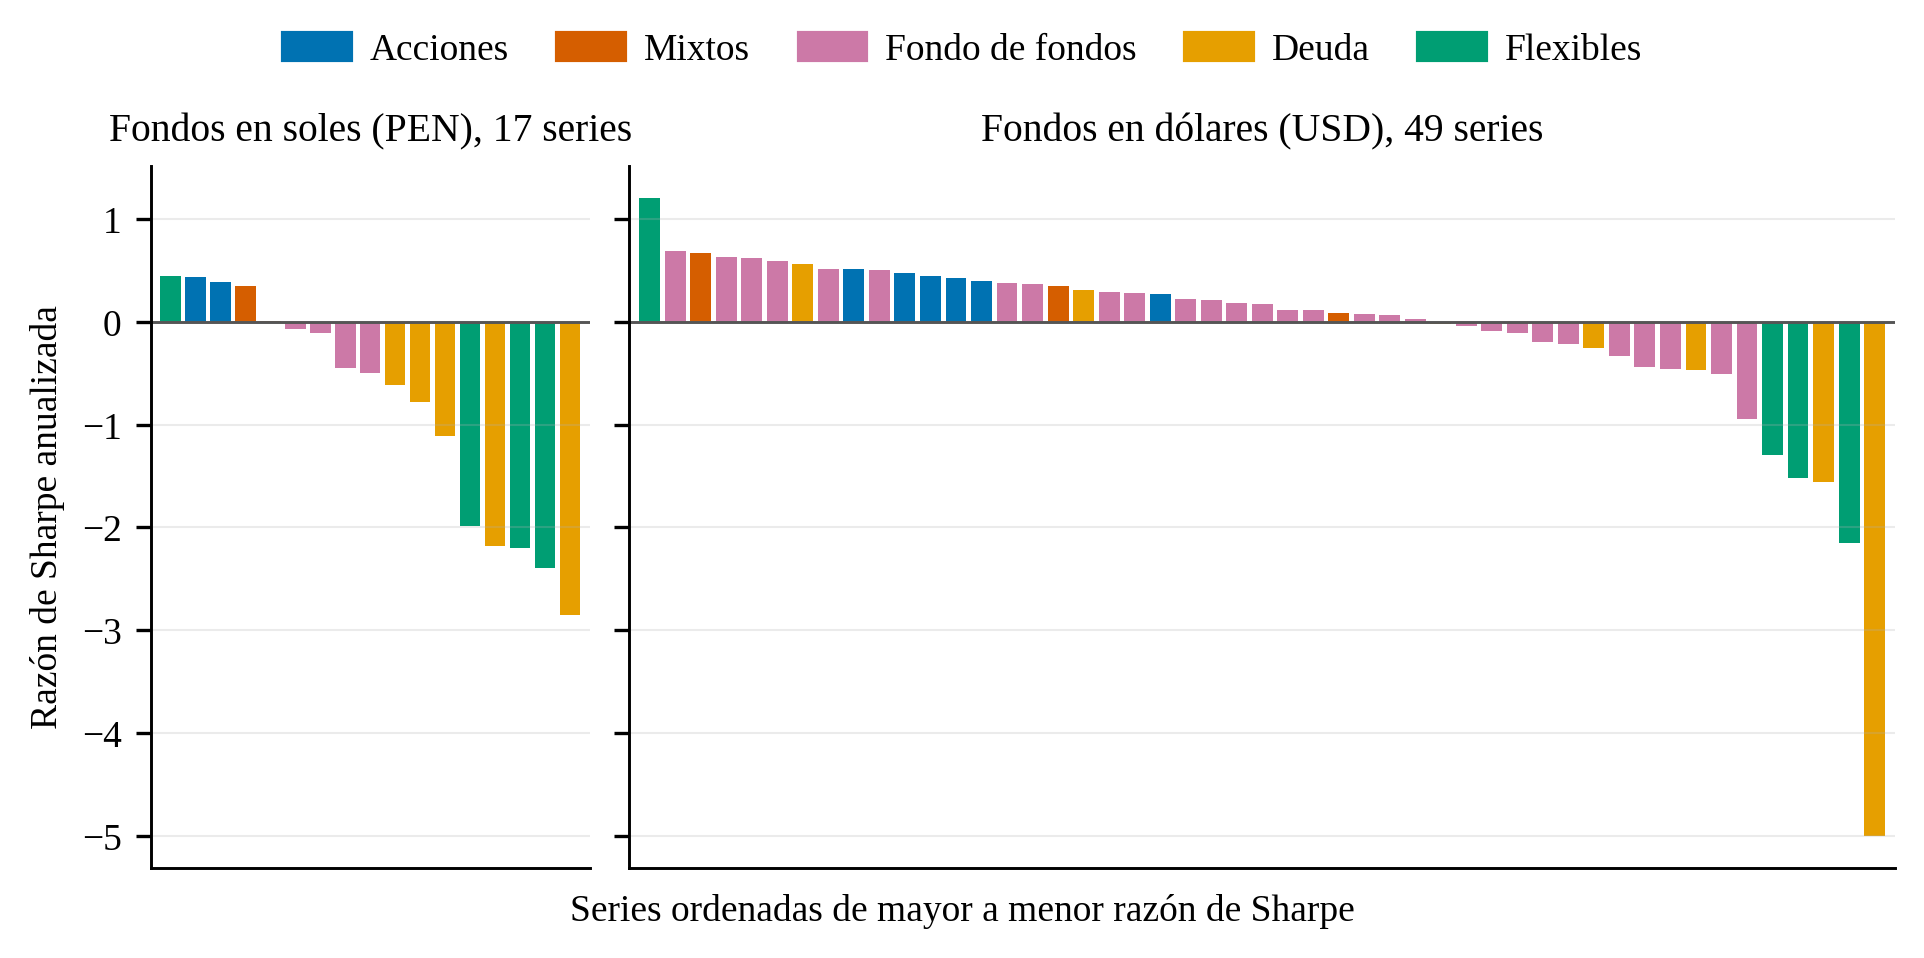 Acciones Mixtos Fondo de fondos Deuda Flexibles
Fondos en soles (PEN), 17 series
Fondos en dólares (USD), 49 series
Razón de Sharpe anualizada
1
0
−1
−2
−3
−4
−5
Series ordenadas de mayor a menor razón de Sharpe